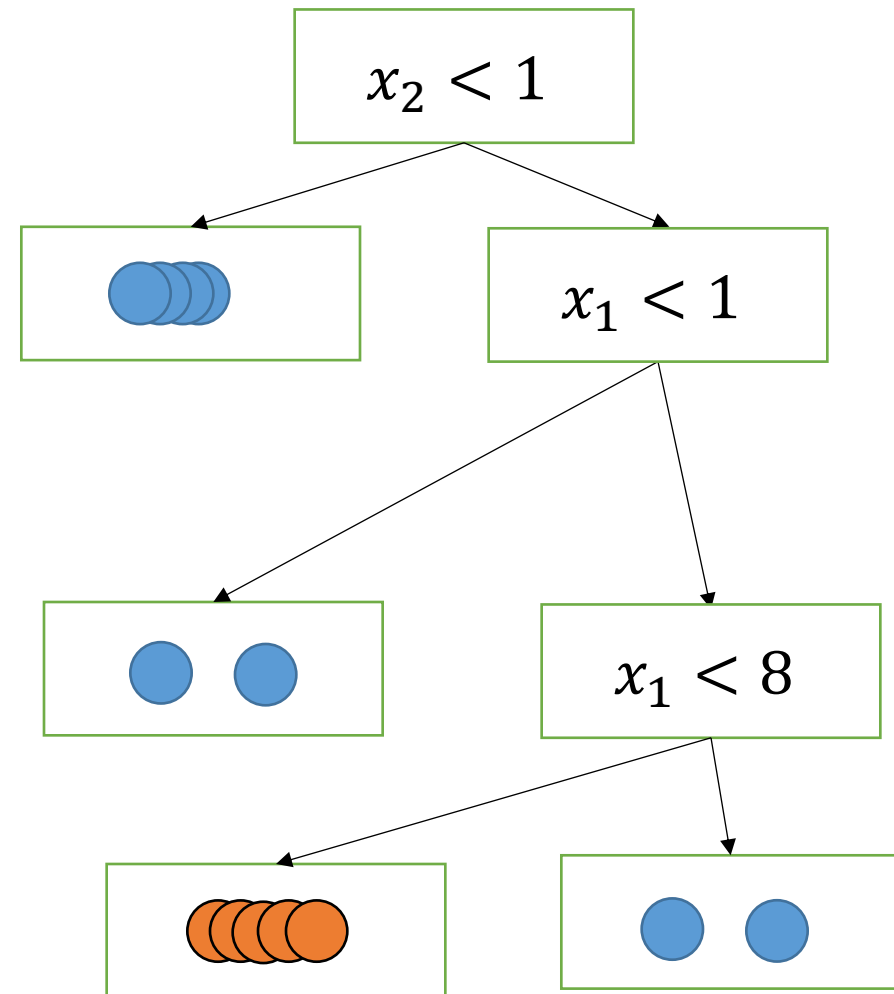 x₂ < 1
x₁ < 1
x₁ < 8